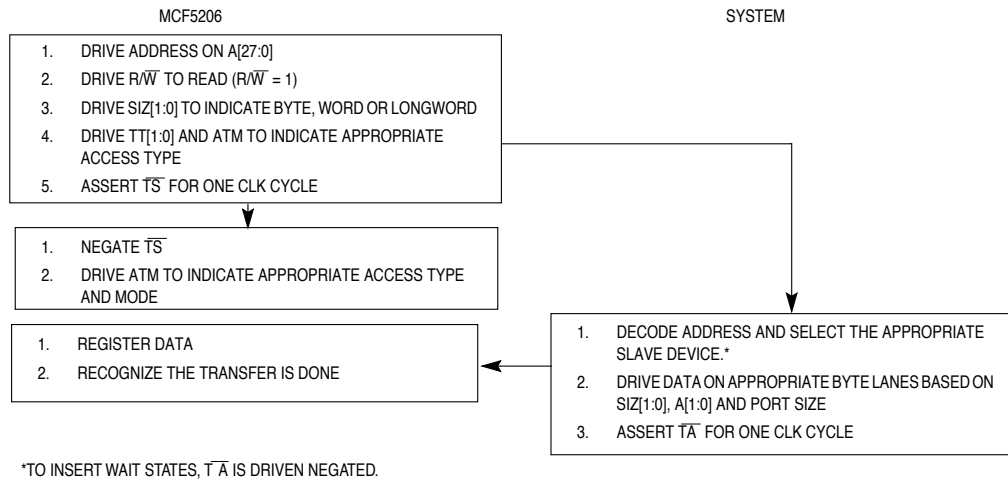 MCF5206
SYSTEM
1. DRIVE ADDRESS ON A[27:0]
2. DRIVE R/W̅ TO READ (R/W̅ = 1)
3. DRIVE SIZ[1:0] TO INDICATE BYTE, WORD OR LONGWORD
4. DRIVE TT[1:0] AND ATM TO INDICATE APPROPRIATE
ACCESS TYPE
5. ASSERT T̅S̅ FOR ONE CLK CYCLE
1. NEGATE T̅S̅
2. DRIVE ATM TO INDICATE APPROPRIATE ACCESS TYPE
AND MODE
1. REGISTER DATA
2. RECOGNIZE THE TRANSFER IS DONE
1. DECODE ADDRESS AND SELECT THE APPROPRIATE
SLAVE DEVICE.*
2. DRIVE DATA ON APPROPRIATE BYTE LANES BASED ON
SIZ[1:0], A[1:0] AND PORT SIZE
3. ASSERT T̅A̅ FOR ONE CLK CYCLE
*TO INSERT WAIT STATES, T̅ A̅ IS DRIVEN NEGATED.